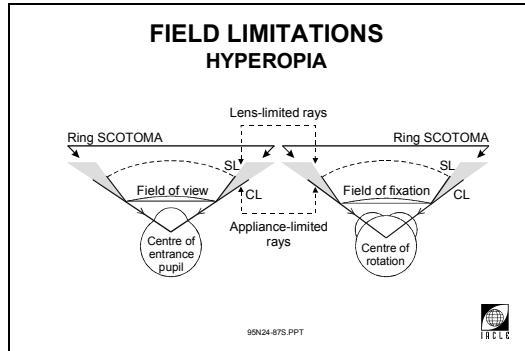 FIELD LIMITATIONS
HYPEROPIA
Lens-limited rays
Ring SCOTOMA
Ring SCOTOMA
SL
SL
Field of view
CL
Field of fixation
CL
Appliance-limited
rays
Centre of
entrance
pupil
Centre of
rotation
95N24-87S.PPT
IACLE